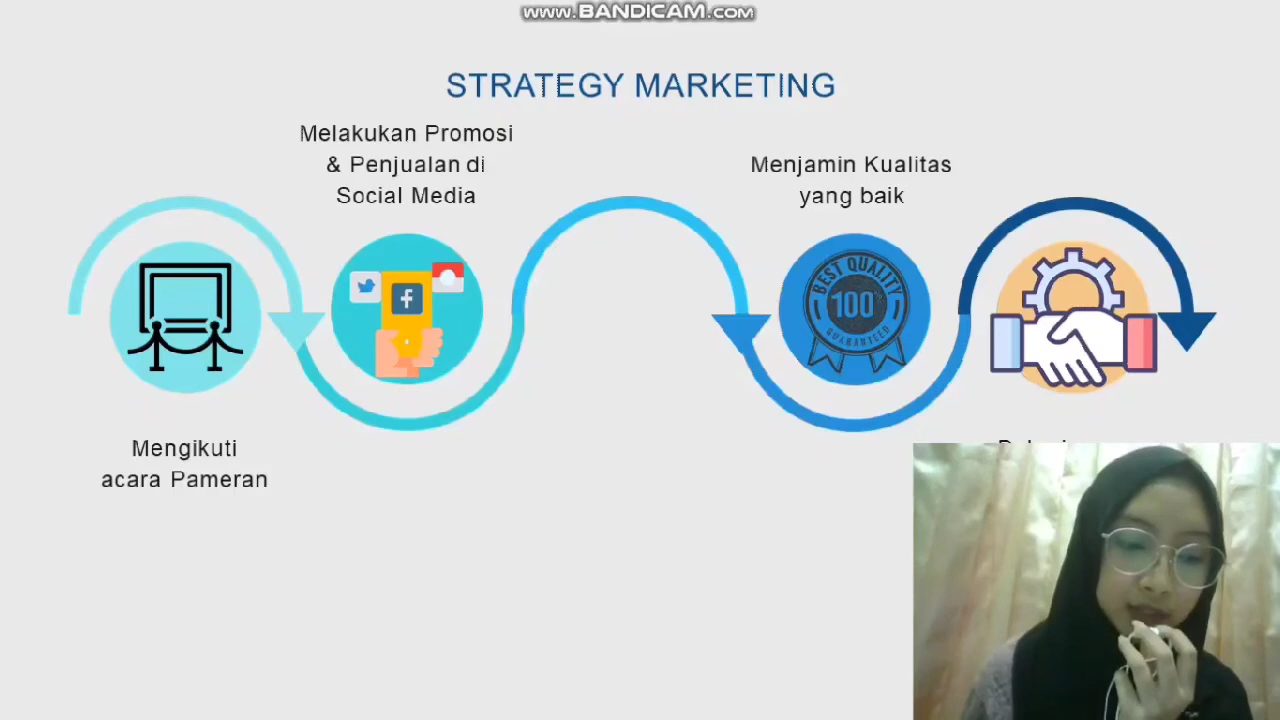 www.BANDICAM.com
STRATEGY MARKETING
Melakukan Promosi
& Penjualan di
Social Media
Menjamin Kualitas
yang baik
BEST QUALITY
100%
GUARANTEED
Mengikuti
acara Pameran